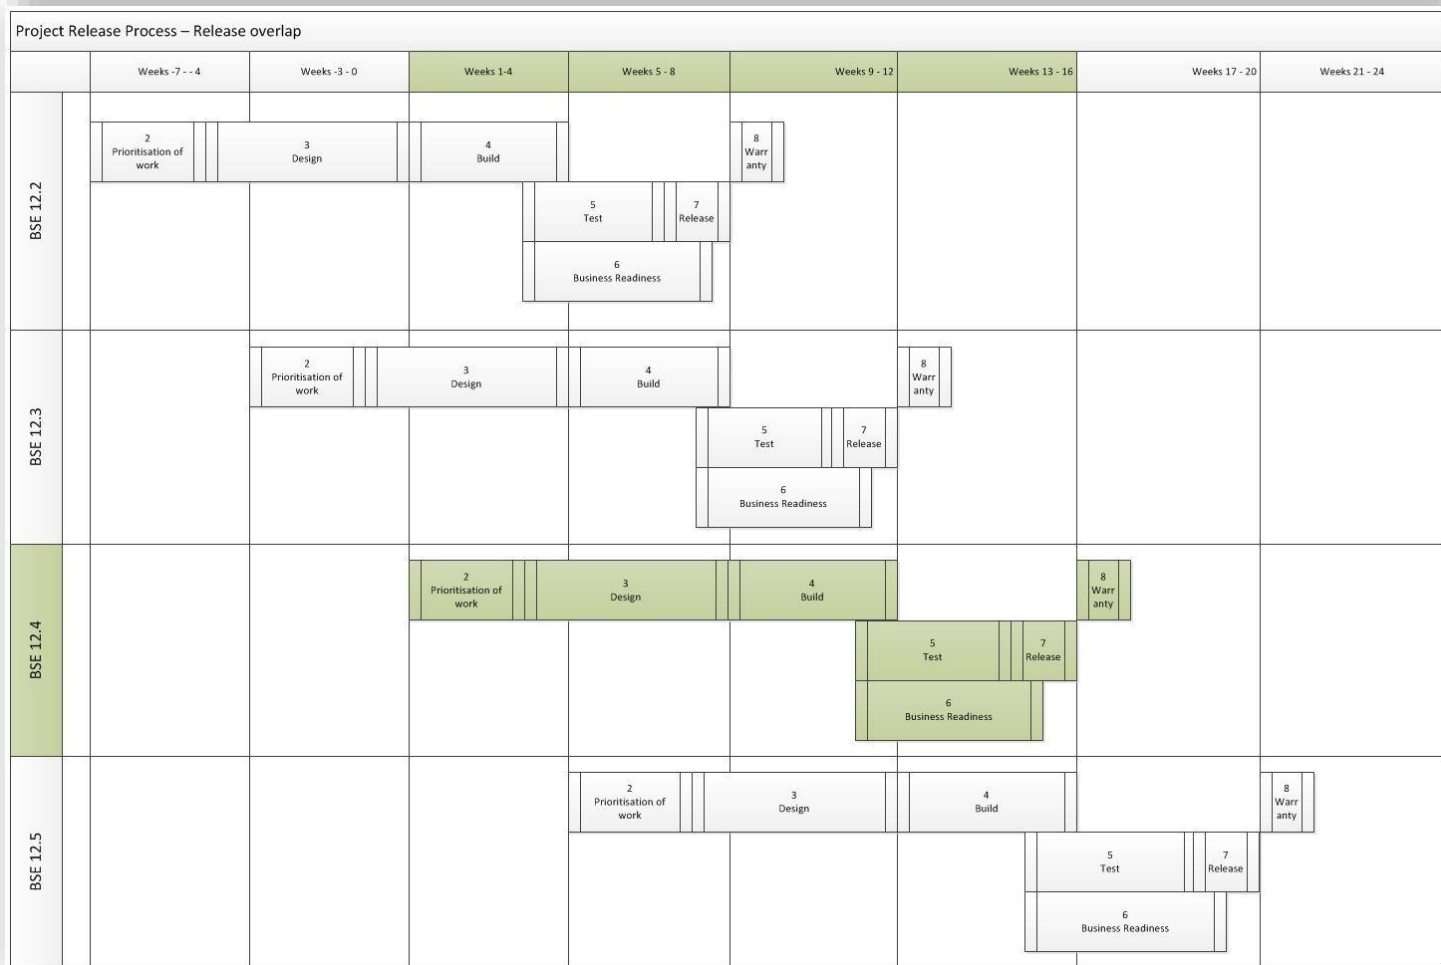 Project Release Process – Release overlap
Weeks -7 - - 4
Weeks -3 - 0
Weeks 1-4
Weeks 5 - 8
Weeks 9 - 12
Weeks 13 - 16
Weeks 17 - 20
Weeks 21 - 24
BSE 12.2
2
Prioritisation of
work
3
Design
4
Build
8
Warr
anty
5
Test
7
Release
6
Business Readiness
BSE 12.3
2
Prioritisation of
work
3
Design
4
Build
8
Warr
anty
5
Test
7
Release
6
Business Readiness
BSE 12.4
2
Prioritisation of
work
3
Design
4
Build
8
Warr
anty
5
Test
7
Release
6
Business Readiness
BSE 12.5
2
Prioritisation of
work
3
Design
4
Build
8
Warr
anty
5
Test
7
Release
6
Business Readiness